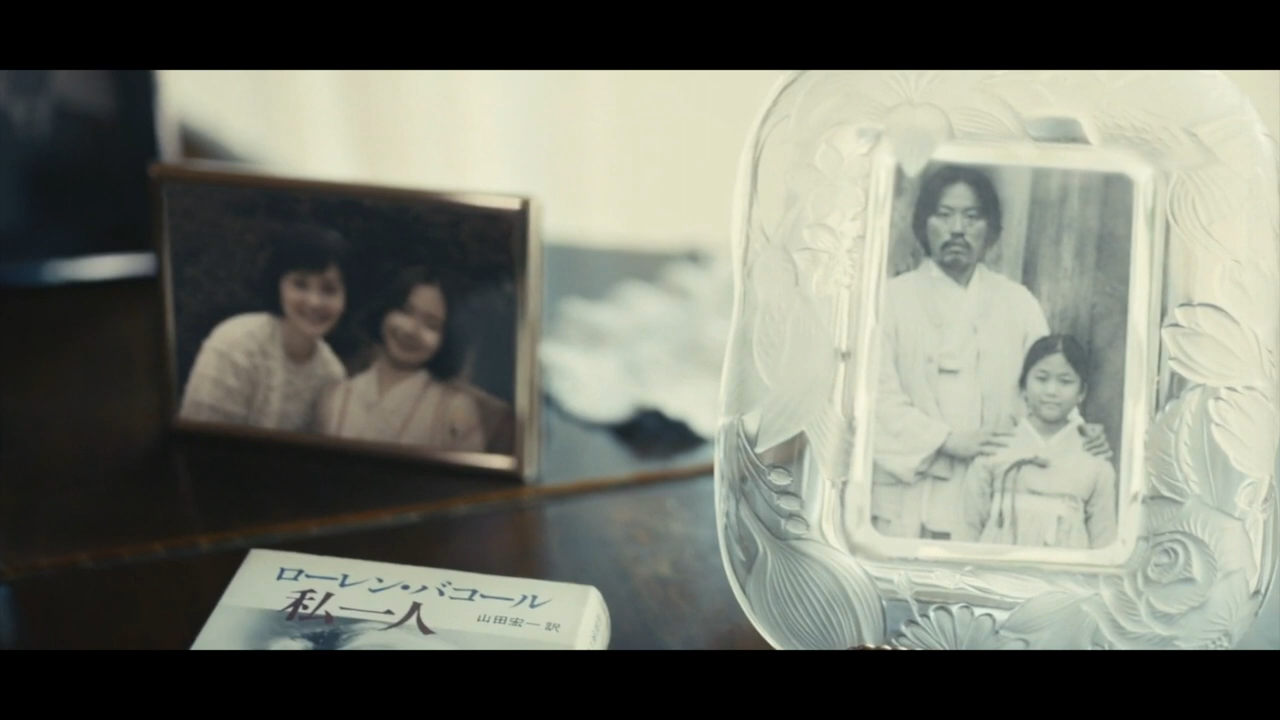 ローレン・バコール
私一人
山田宏一 訳